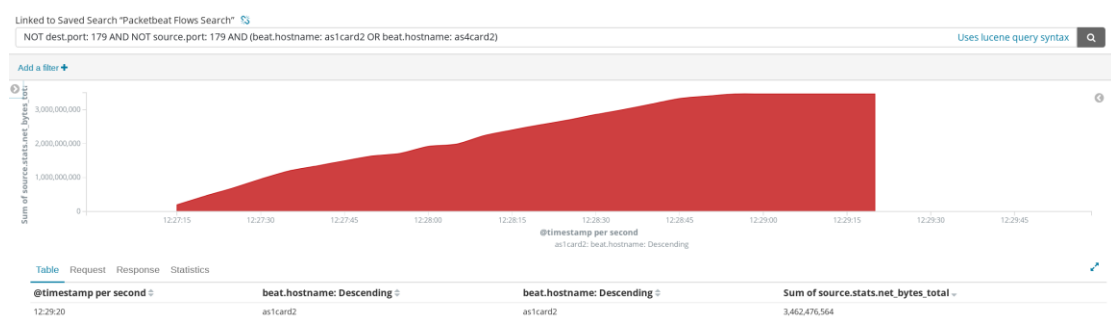 Linked to Saved Search "Packetbeat Flows Search"
NOT dest.port: 179 AND NOT source.port: 179 AND (beat.hostname: as1card2 OR beat.hostname: as4card2)
Uses lucene query syntax
Add a filter +
Sum of source.stats.net_bytes_total
3,000,000,000
2,000,000,000
1,000,000,000
0
12:27:15 12:27:30 12:27:45 12:28:00 12:28:15 12:28:30 12:28:45 12:29:00 12:29:15 12:29:30 12:29:45
@timestamp per second
as1card2: beat.hostname: Descending
Table Request Response Statistics
@timestamp per second beat.hostname: Descending beat.hostname: Descending Sum of source.stats.net_bytes_total
12:29:20 as1card2 as1card2 3,462,476,564